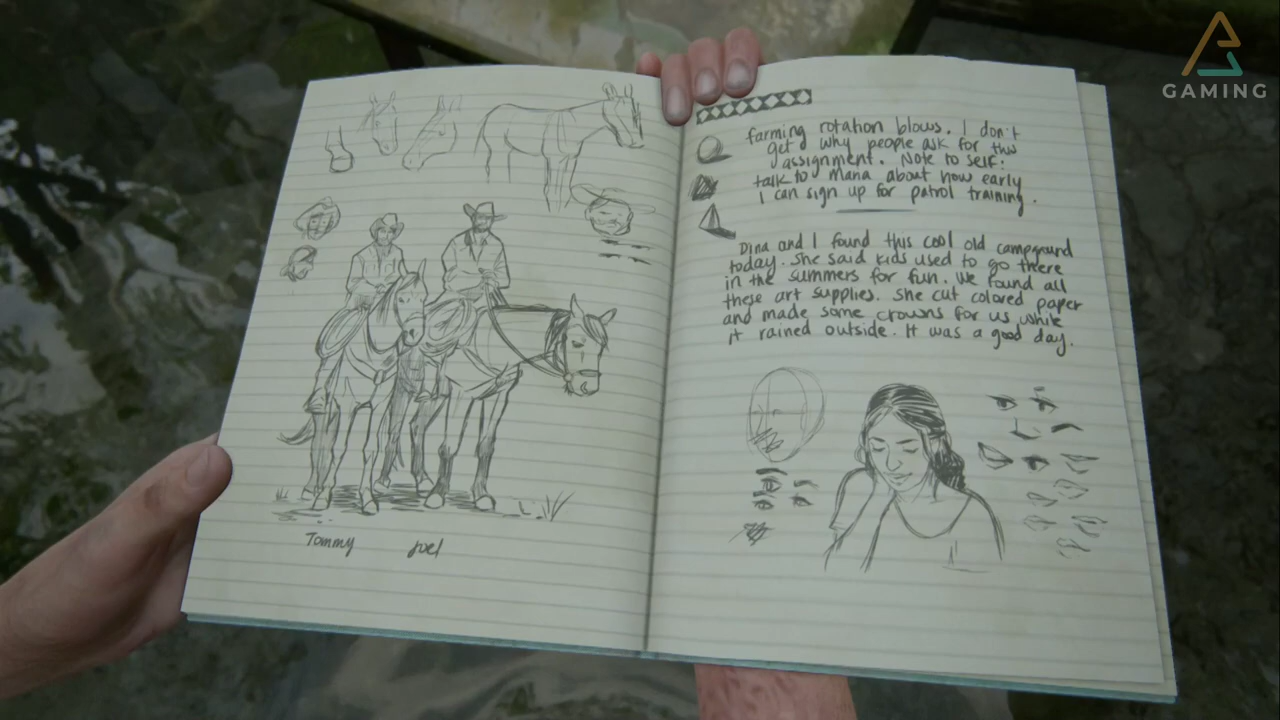 GAMING
Tommy Joel
farming rotation blows. I don't
get why people ask for this
assignment. Note to self:
talk to Maria about how early
I can sign up for patrol training.
Dina and I found this cool old campground
today. She said kids used to go there
in the summers for fun. We found all
these art supplies. She cut colored paper
and made some crowns for us while
it rained outside. It was a good day.